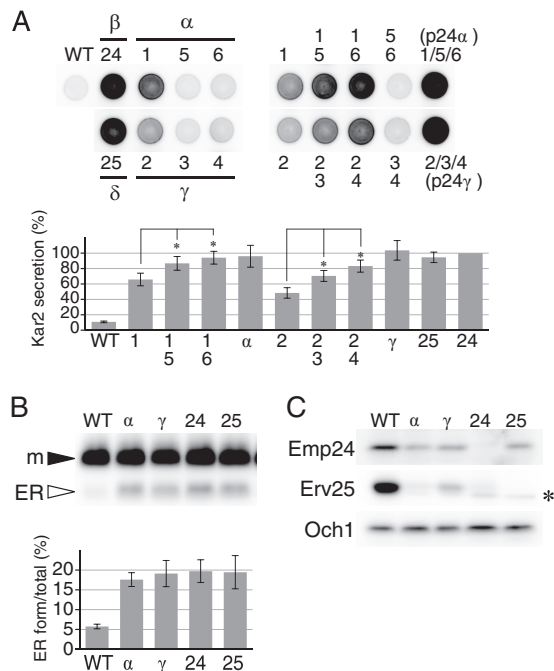 A
β α
WT 24 1 5 6
25 2 3 4
δ γ
1 1 5 (p24α)
1 5 6 6 1/5/6
2 2 2 3 2/3/4
3 4 4 (p24γ)
Kar2 secretion (%)
100
80
60
40
20
0
* * * *
WT 1 1 1 α 2 2 2 γ 25 24
5 6 3 4
B
WT α γ 24 25
m
ER
ER form/total (%)
20
15
10
5
0
WT α γ 24 25
C
WT α γ 24 25
Emp24
Erv25 *
Och1